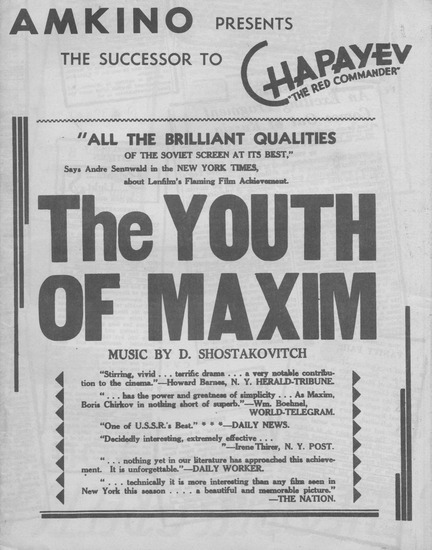 AMKINO PRESENTS
THE SUCCESSOR TO CHAPAYEV
"THE RED COMMANDER"
"ALL THE BRILLIANT QUALITIES
OF THE SOVIET SCREEN AT ITS BEST,"
Says Andre Sennwald in the NEW YORK TIMES,
about Lenfilm's Flaming Film Achievement.
The YOUTH
OF MAXIM
MUSIC BY D. SHOSTAKOVITCH
"Stirring, vivid . . . terrific drama . . . a very notable contribu-
tion to the cinema."—Howard Barnes, N. Y. HERALD-TRIBUNE.
". . . has the power and greatness of simplicity . . . As Maxim,
Boris Chirkov in nothing short of superb."—Wm. Boehnel,
WORLD-TELEGRAM.
"One of U.S.S.R's Best." * * *—DAILY NEWS.
"Decidedly interesting, extremely effective . . .
"—Irene Thirer, N. Y. POST.
". . . nothing yet in our literature has approached this achieve-
ment. It is unforgettable."—DAILY WORKER.
". . . technically it is more interesting than any film seen in
New York this season . . . . a beautiful and memorable picture."
—THE NATION.